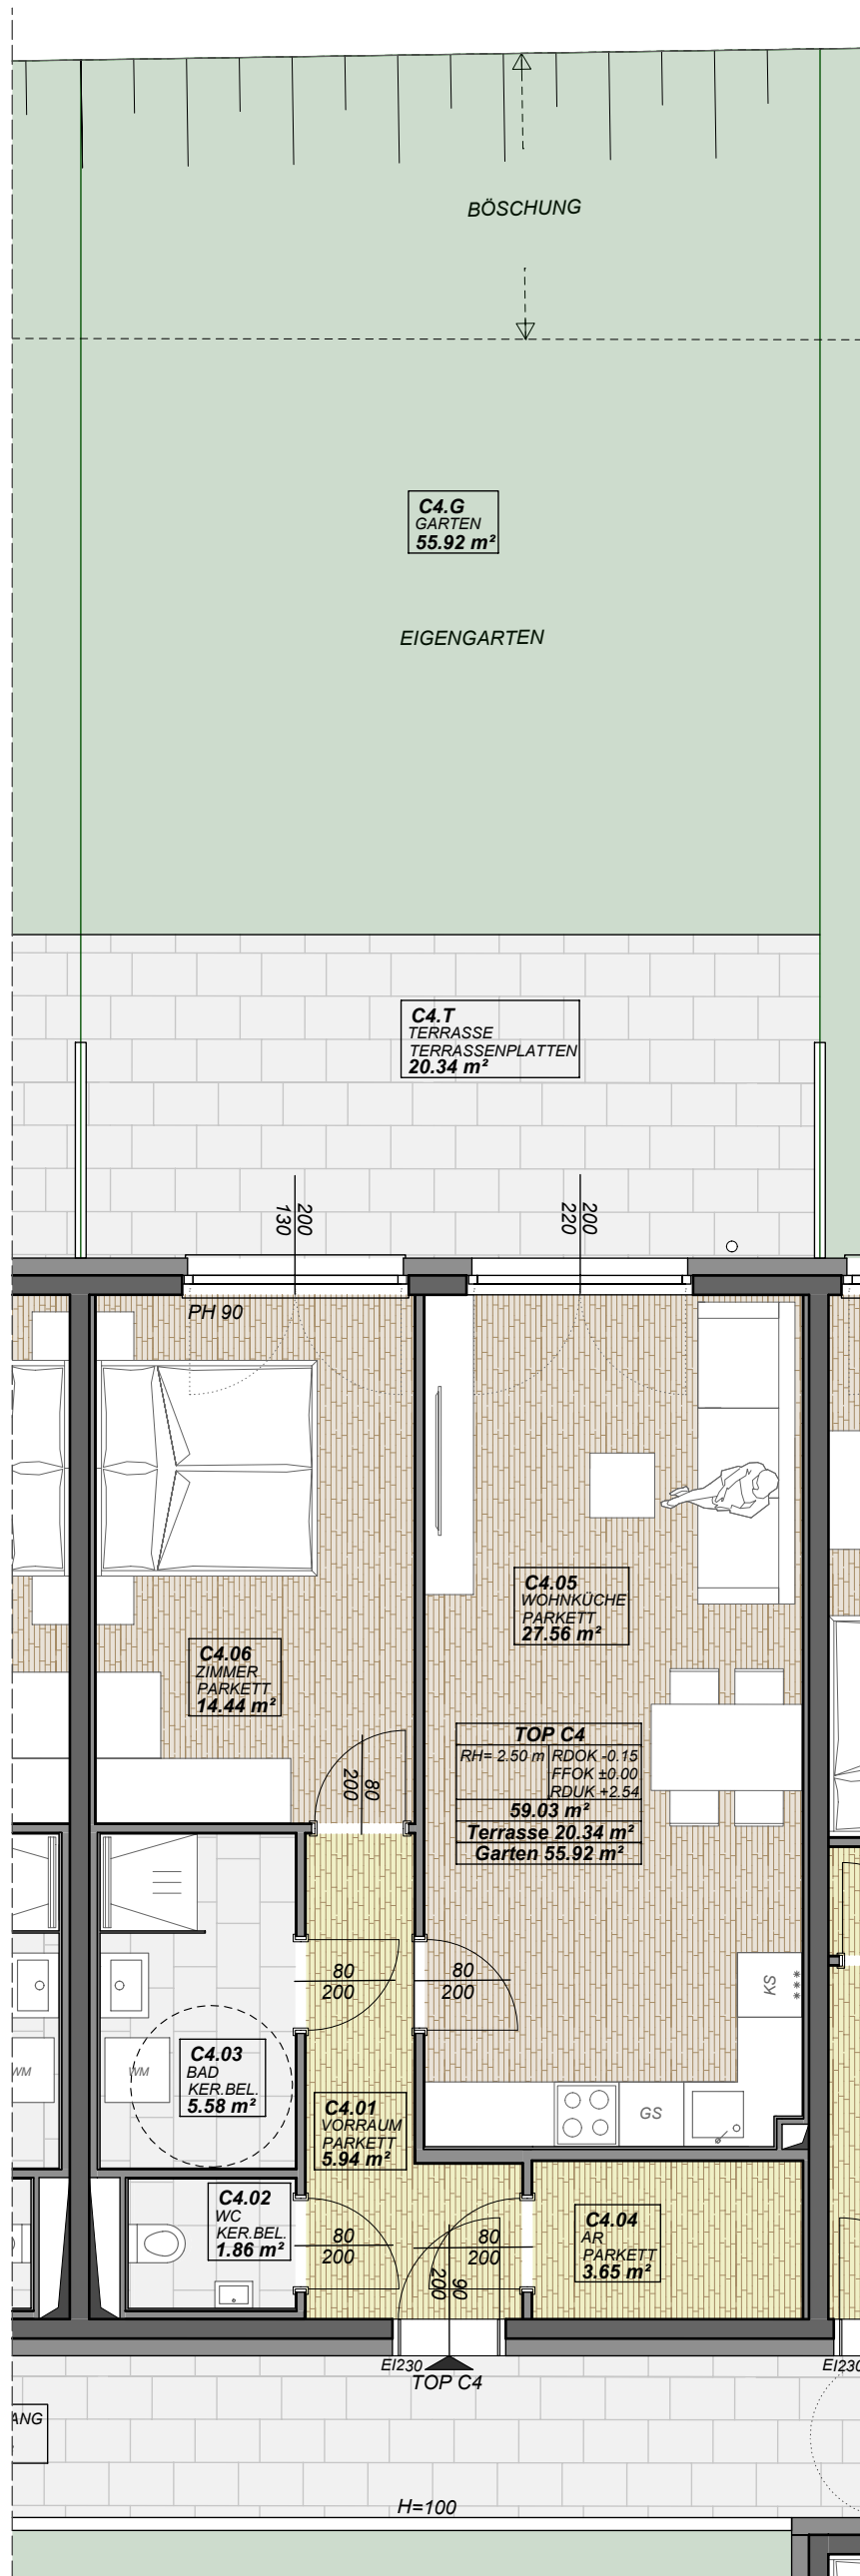 BÖSCHUNG
C4.G
GARTEN
55.92 m²
EIGENGARTEN
C4.T
TERRASSE
TERRASSENPLATTEN
20.34 m²
130
200
220
200
PH 90
C4.05
WOHNKÜCHE
PARKETT
27.56 m²
C4.06
ZIMMER
PARKETT
14.44 m²
TOP C4
RH= 2.50 m RDOK -0.15
FFOK ±0.00
RDUK +2.54
59.03 m²
Terrasse 20.34 m²
Garten 55.92 m²
80
200
80
200
80
200
KS
WM
WM
C4.03
BAD
KER.BEL.
5.58 m²
C4.01
VORRAUM
PARKETT
5.94 m²
GS
C4.02
WC
KER.BEL.
1.86 m²
80
200
80
200
90
200
C4.04
AR
PARKETT
3.65 m²
EI230
EI230
TOP C4
ANG
H=100